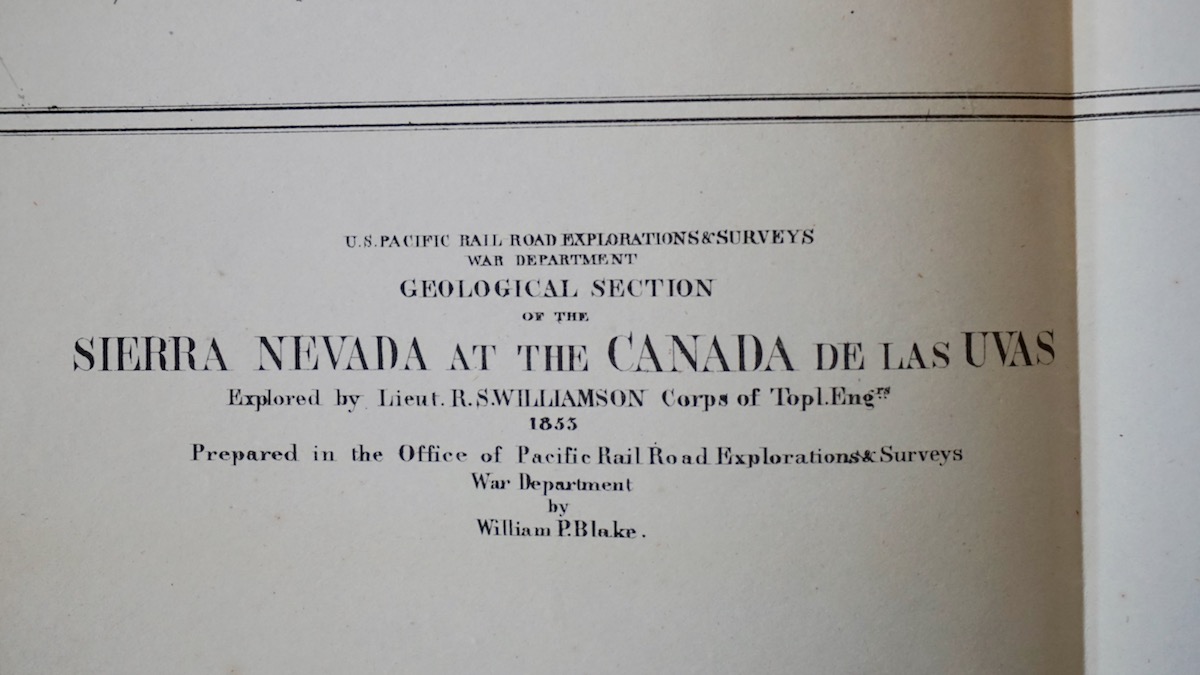 U.S. PACIFIC RAIL ROAD EXPLORATIONS & SURVEYS
WAR DEPARTMENT
GEOLOGICAL SECTION
OF THE
SIERRA NEVADA AT THE CANADA DE LAS UVAS
Explored by Lieut. R.S. WILLIAMSON Corps of Topl. Engrs
1853
Prepared in the Office of Pacific Rail Road Explorations & Surveys
War Department
by
William P. Blake.